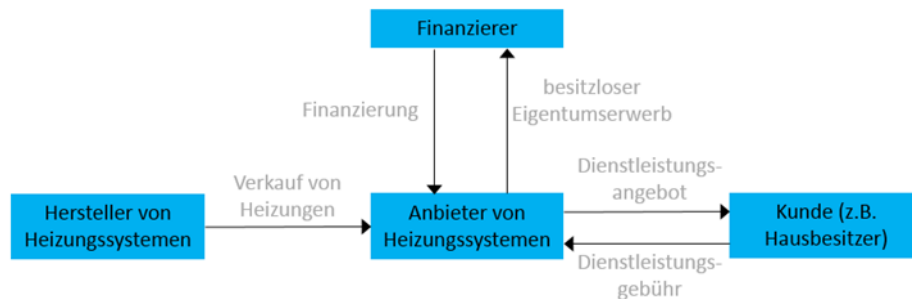 Finanzierer
Finanzierung
besitzloser
Eigentumserwerb
Verkauf von
Heizungen
Dienstleistungs-
angebot
Hersteller von
Heizungssystemen
Anbieter von
Heizungssystemen
Kunde (z.B.
Hausbesitzer)
Dienstleistungs-
gebühr